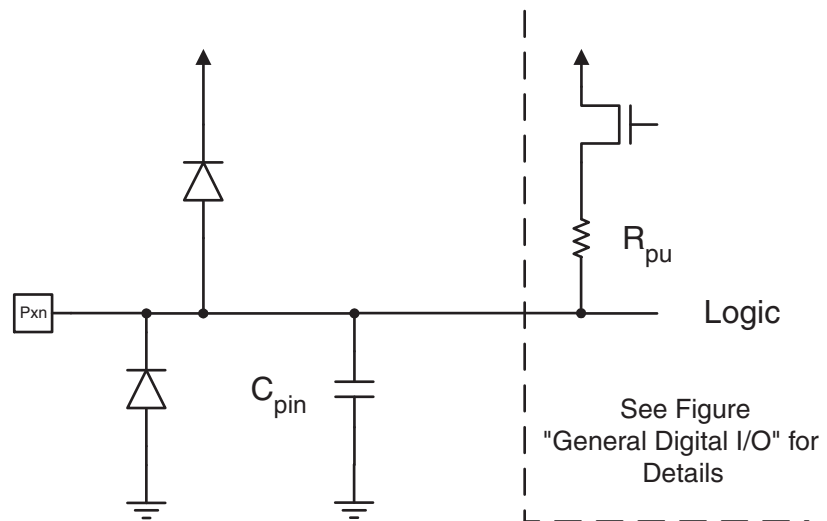 Pxn
C
pin
R
pu
Logic
See Figure
"General Digital I/O" for
Details